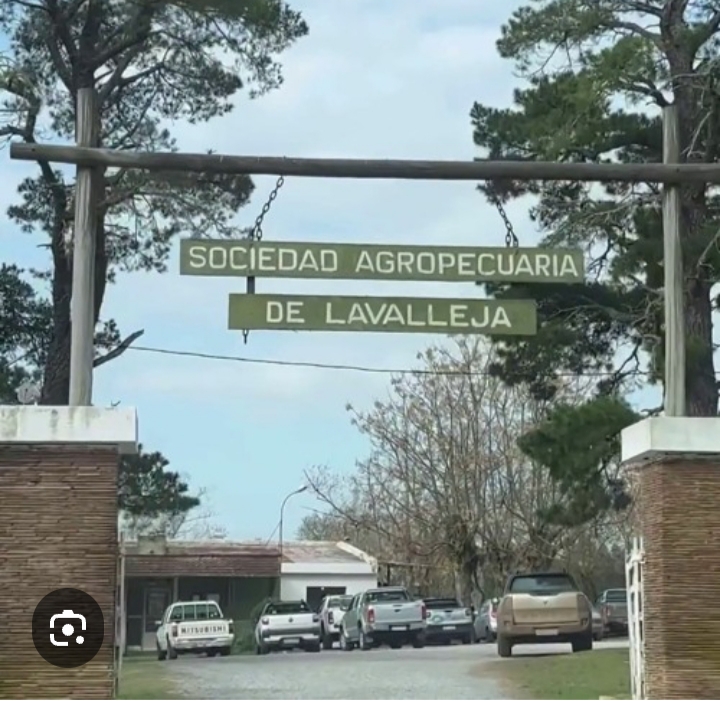 SOCIEDAD AGROPECUARIA
DE LAVALLEJA
MITSUBISHI